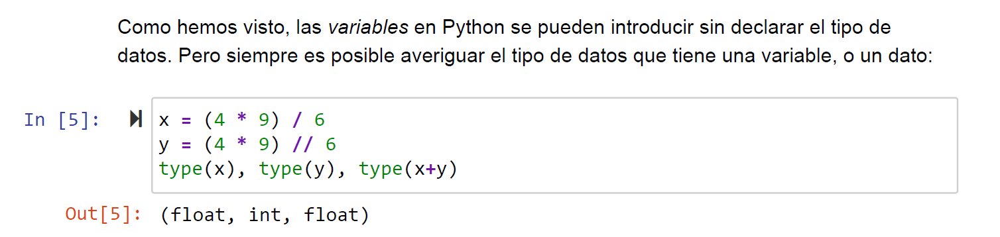 Como hemos visto, las variables en Python se pueden introducir sin declarar el tipo de
datos. Pero siempre es posible averiguar el tipo de datos que tiene una variable, o un dato:
In [5]:
x = (4 * 9) / 6
y = (4 * 9) // 6
type(x), type(y), type(x+y)
Out[5]: (float, int, float)